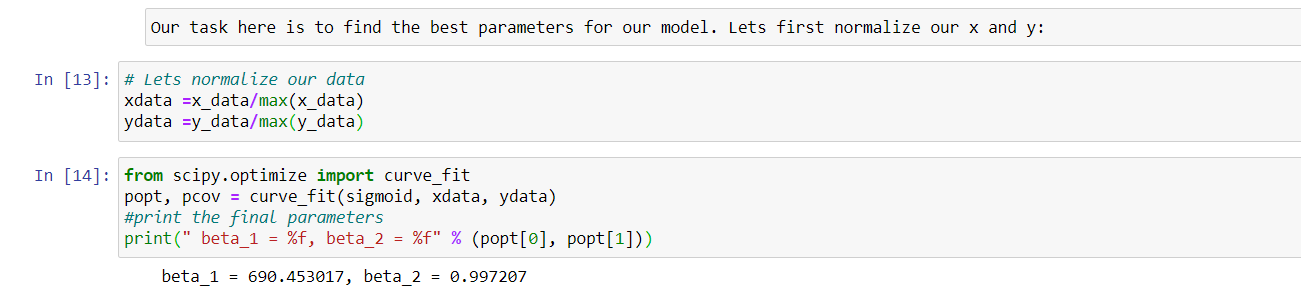 Our task here is to find the best parameters for our model. Lets first normalize our x and y:
In [13]: # Lets normalize our data
xdata =x_data/max(x_data)
ydata =y_data/max(y_data)
In [14]: from scipy.optimize import curve_fit
popt, pcov = curve_fit(sigmoid, xdata, ydata)
#print the final parameters
print(" beta_1 = %f, beta_2 = %f" % (popt[0], popt[1]))
beta_1 = 690.453017, beta_2 = 0.997207